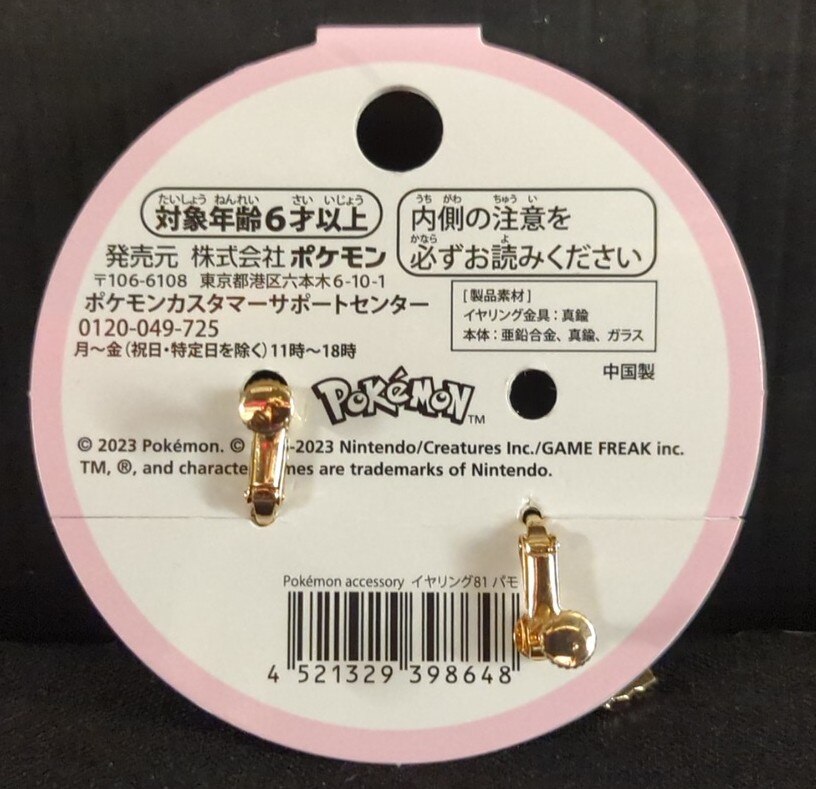 たいしょう ねんれい さい いじょう
対象年齢6才以上
うち がわ ちゅう い
内側の注意を
かなら よ
必ずお読みください
発売元 株式会社 ポケモン
〒106-6108 東京都港区六本木6-10-1
ポケモンカスタマーサポートセンター
0120-049-725
月～金（祝日・特定日を除く）11時～18時
[製品素材]
イヤリング金具：真鍮
本体：亜鉛合金、真鍮、ガラス
中国製
POKéMON™
© 2023 Pokémon. © -2023 Nintendo/Creatures Inc./GAME FREAK inc.
TM, ®, and are trademarks of Nintendo.
Pokémon accessory イヤリング81 パモ
4 521329 398648